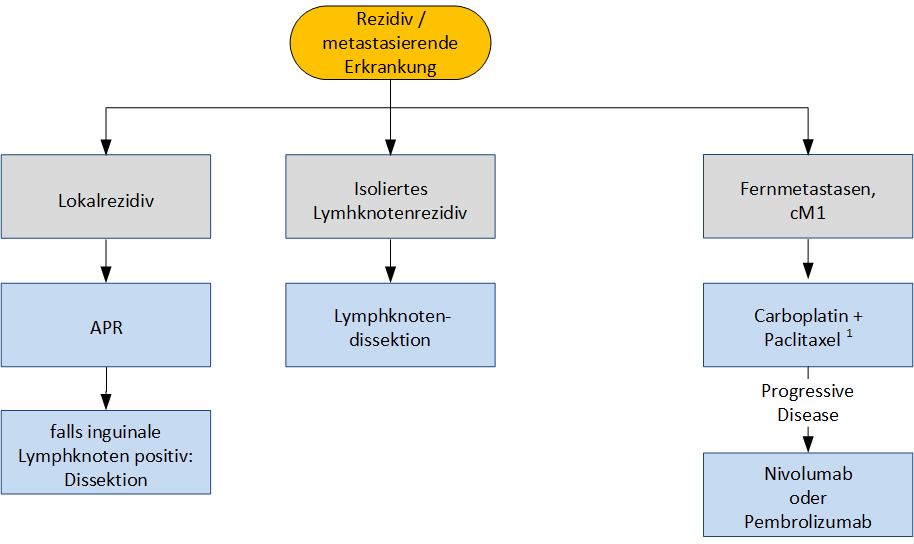 Rezidiv /
metastasierende
Erkrankung
Lokalrezidiv
Isoliertes
Lymhknotenrezidiv
Fernmetastasen,
cM1
APR
Lymphknoten-
dissektion
Carboplatin +
Paclitaxel 1
Progressive
Disease
falls inguinale
Lymphknoten positiv:
Dissektion
Nivolumab
oder
Pembrolizumab